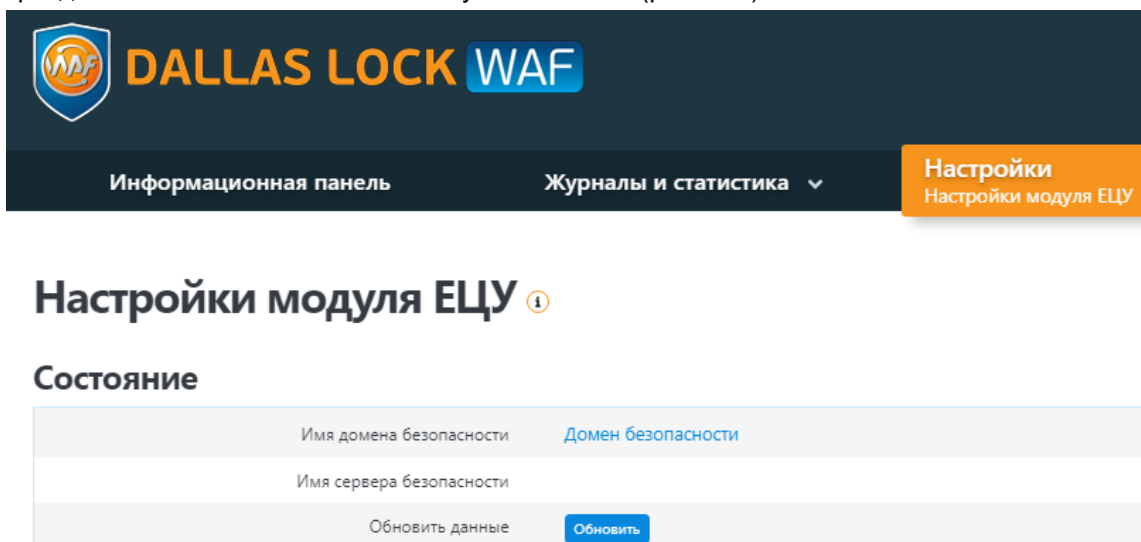 WAF DALLAS LOCK WAF
Информационная панель
Журналы и статистика
Настройки
Настройки модуля ЕЦУ
Настройки модуля ЕЦУ
Состояние
Имя домена безопасности Домен безопасности
Имя сервера безопасности
Обновить данные Обновить